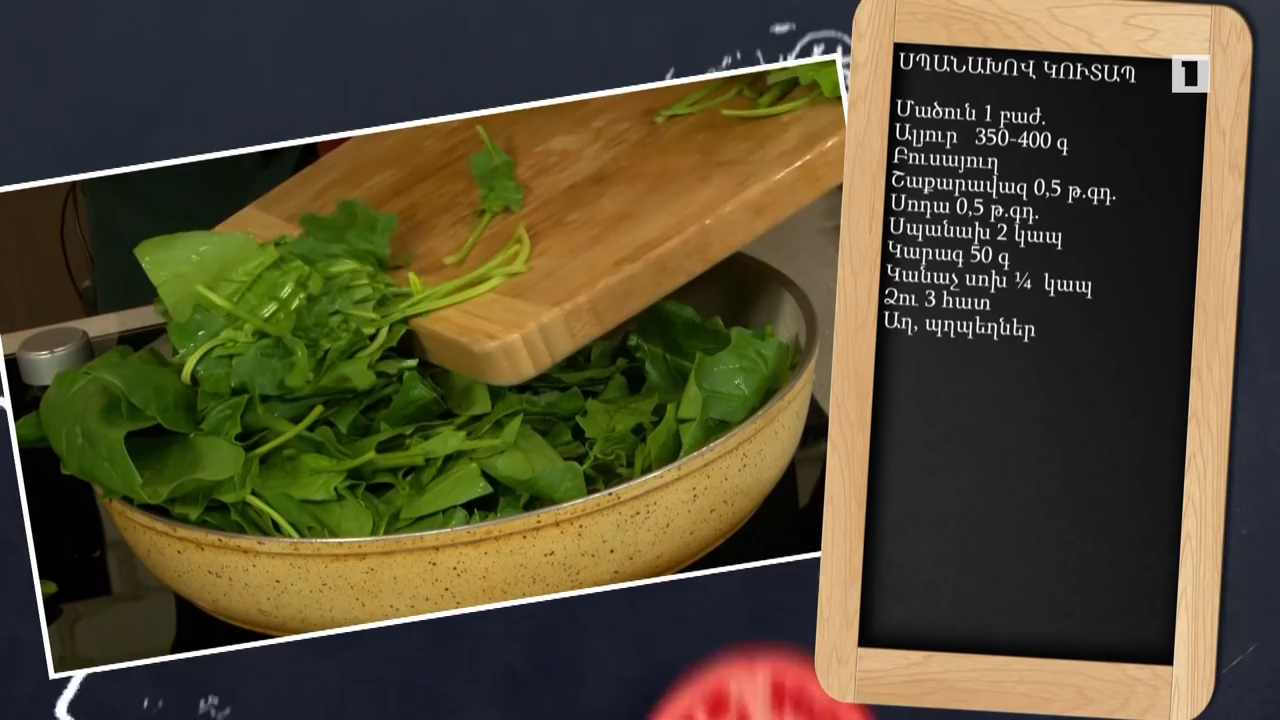 ՍՊԱՆԱԽՈՎ ԿՈՒՏԱՊ
1
Մածուն 1 բաժ.
Ալյուր 350-400 գ
Բուսայուղ
Շաքարավազ 0,5 թ.գդ.
Սոդա 0,5 թ.գդ.
Սպանախ 2 կապ
Կարագ 50 գ
Կանաչ սոխ ¼ կապ
Ձու 3 հատ
Աղ, պղպեղներ